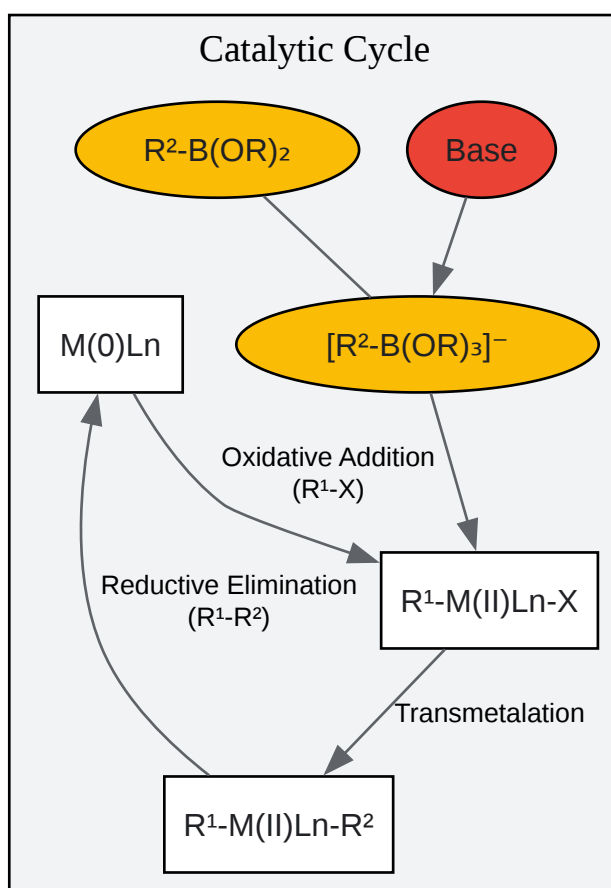 Catalytic Cycle
R²-B(OR)₂
Base
M(0)Ln
[R²-B(OR)₃]⁻
Oxidative Addition
(R¹-X)
Reductive Elimination
(R¹-R²)
R¹-M(II)Ln-X
Transmetalation
R¹-M(II)Ln-R²